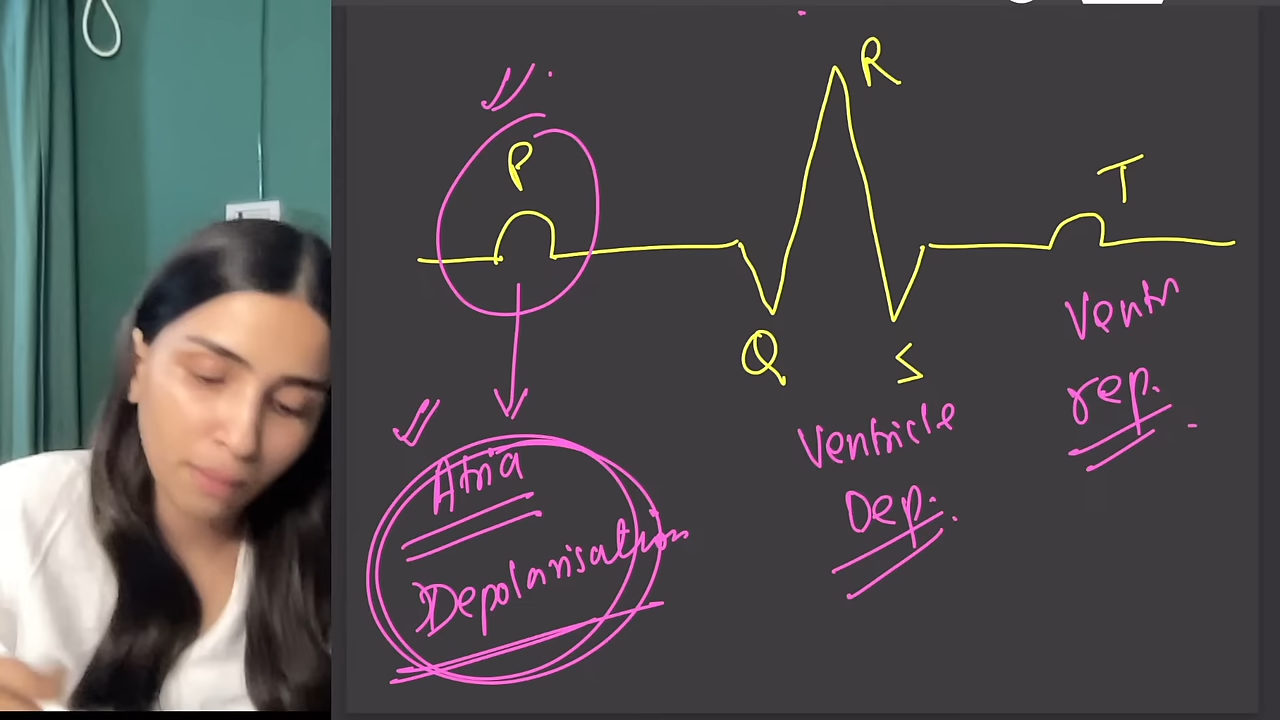 P
R
T
Q
S
Ventr
rep.
Ventricle
Dep.
Atria
Depolarisation